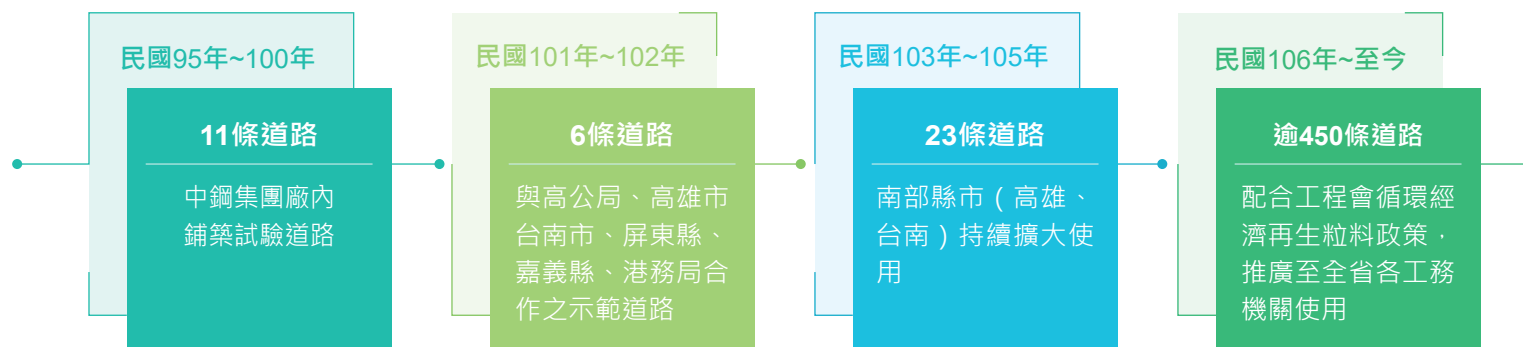 民國95年~100年
11條道路
中鋼集團廠內
鋪築試驗道路
民國101年~102年
6條道路
與高公局、高雄市
台南市、屏東縣、
嘉義縣、港務局合
作之示範道路
民國103年~105年
23條道路
南部縣市（高雄、
台南）持續擴大使
用
民國106年~至今
逾450條道路
配合工程會循環經
濟再生粒料政策，
推廣至全省各工務
機關使用